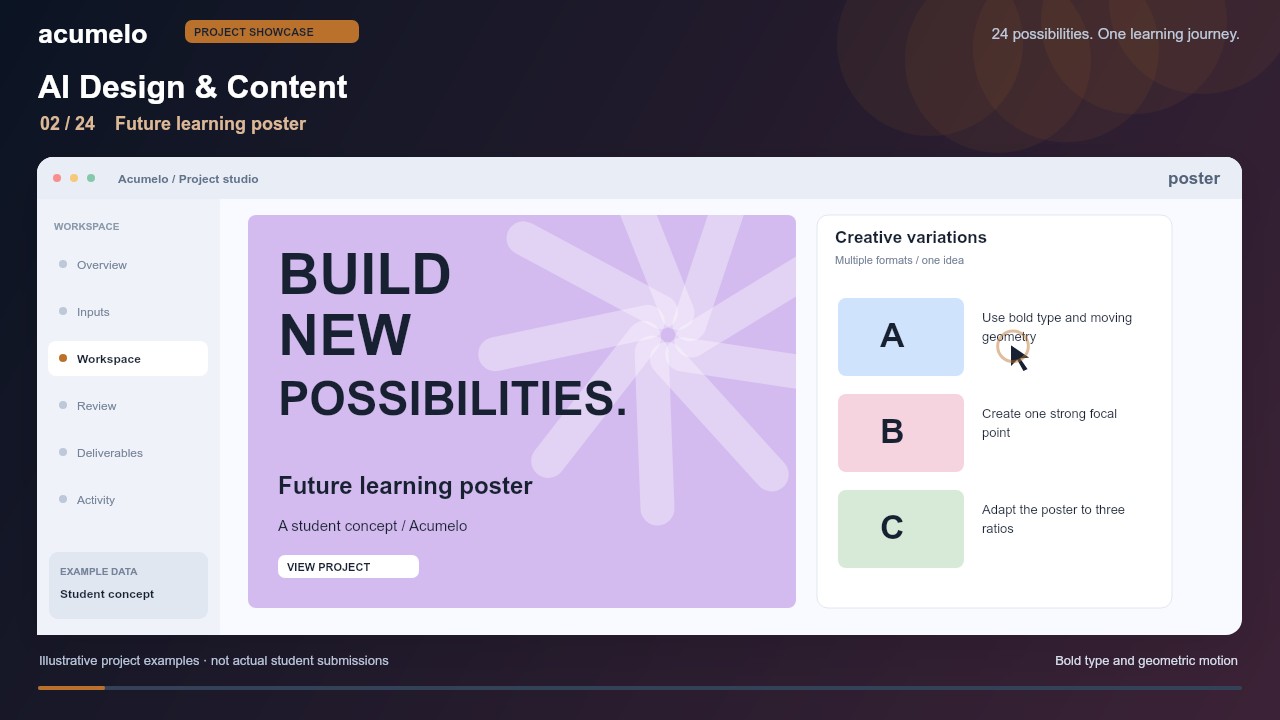 acumelo
PROJECT SHOWCASE
24 possibilities. One learning journey.
AI Design & Content
02 / 24 Future learning poster
Acumelo / Project studio
poster
WORKSPACE
Overview
Inputs
Workspace
Review
Deliverables
Activity
EXAMPLE DATA
Student concept
BUILD
NEW
POSSIBILITIES.
Future learning poster
A student concept / Acumelo
VIEW PROJECT
Creative variations
Multiple formats / one idea
A
Use bold type and moving
geometry
B
Create one strong focal
point
C
Adapt the poster to three
ratios
Illustrative project examples · not actual student submissions
Bold type and geometric motion